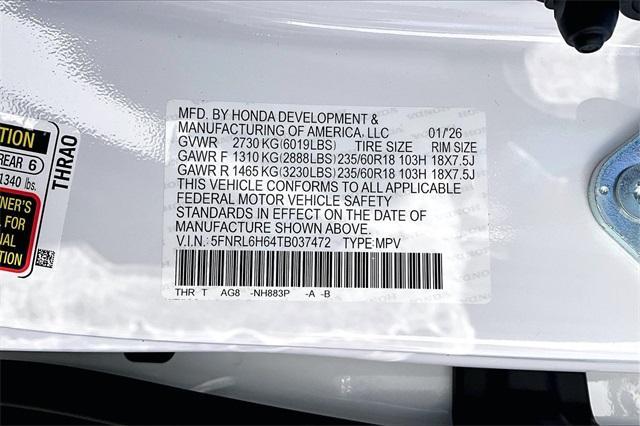 MFD. BY HONDA DEVELOPMENT &
MANUFACTURING OF AMERICA, LLC 01/'26
GVWR 2730 KG(6019LBS) TIRE SIZE RIM SIZE
GAWR F 1310 KG(2888LBS) 235/60R18 103H 18X7.5J
GAWR R 1465 KG(3230LBS) 235/60R18 103H 18X7.5J
THIS VEHICLE CONFORMS TO ALL APPLICABLE
FEDERAL MOTOR VEHICLE SAFETY
STANDARDS IN EFFECT ON THE DATE OF
MANUFACTURE SHOWN ABOVE.
V.I.N.: 5FNRL6H64TB037472 TYPE:MPV
THR T AG8 -NH883P -A -B
REAR 6
1340 lbs.
THRA0